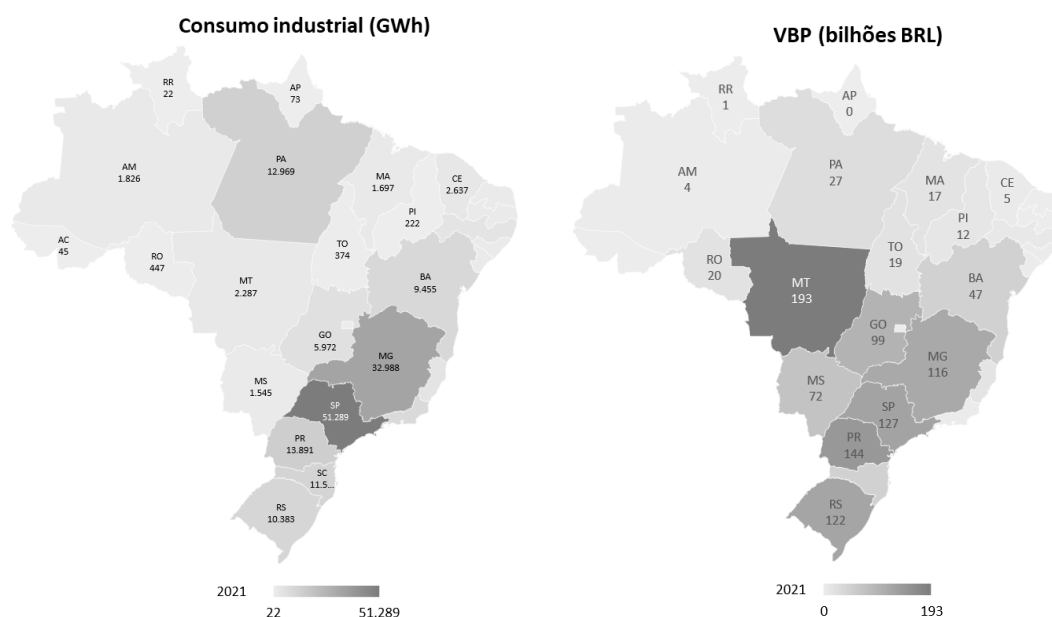 Consumo industrial (GWh)
RR
22
AP
73
AM
1.826
PA
12.969
MA
1.697
CE
2.637
PI
222
AC
45
RO
447
TO
374
MT
2.287
BA
9.455
GO
5.972
MG
32.988
MS
1.545
SP
51.289
PR
13.891
SC
11.5...
RS
10.383
2021
22
51.289
VBP (bilhões BRL)
RR
1
AP
0
AM
4
PA
27
MA
17
CE
5
PI
12
TO
19
RO
20
MT
193
BA
47
GO
99
MG
116
MS
72
SP
127
PR
144
RS
122
2021
0
193